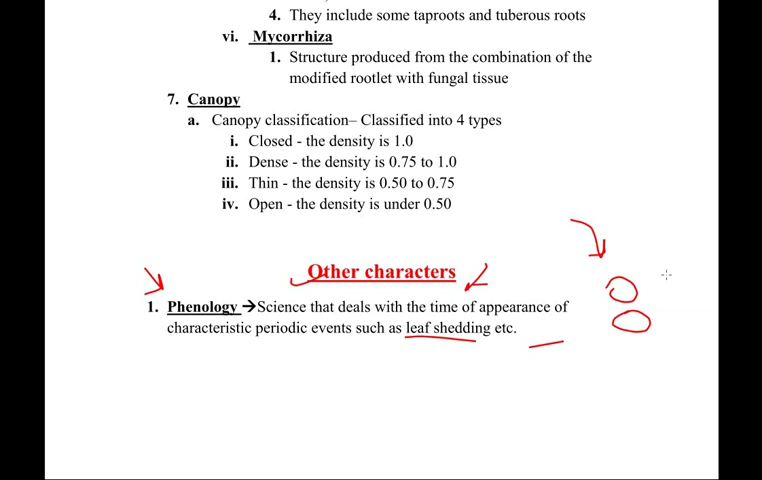 4. They include some taproots and tuberous roots
vi. Mycorrhiza
1. Structure produced from the combination of the
modified rootlet with fungal tissue
7. Canopy
a. Canopy classification– Classified into 4 types
i. Closed - the density is 1.0
ii. Dense - the density is 0.75 to 1.0
iii. Thin - the density is 0.50 to 0.75
iv. Open - the density is under 0.50
Other characters
1. Phenology →Science that deals with the time of appearance of
characteristic periodic events such as leaf shedding etc.